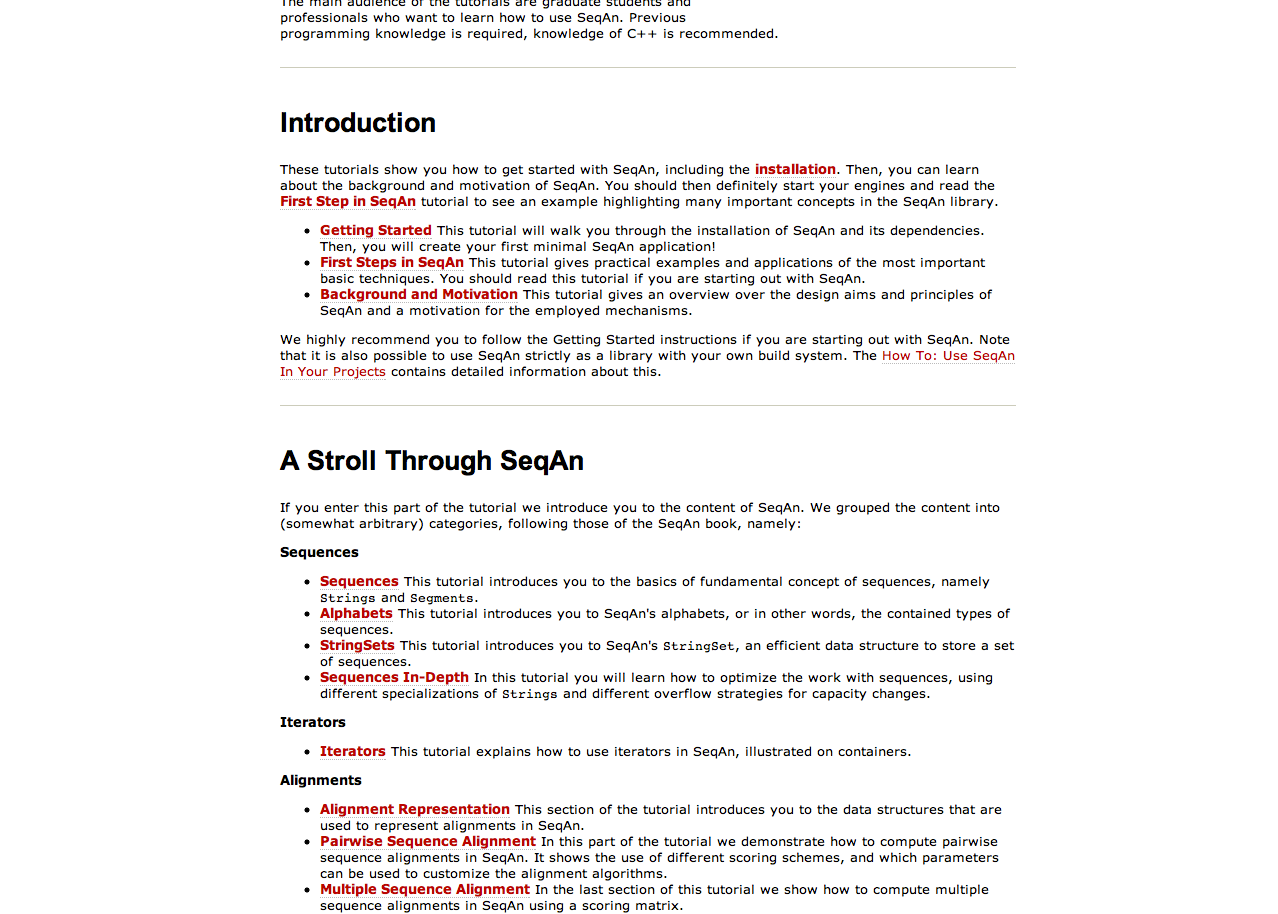 The main audience of the tutorials are graduate students and
professionals who want to learn how to use SeqAn. Previous
programming knowledge is required, knowledge of C++ is recommended.
Introduction
These tutorials show you how to get started with SeqAn, including the installation. Then, you can learn
about the background and motivation of SeqAn. You should then definitely start your engines and read the
First Step in SeqAn tutorial to see an example highlighting many important concepts in the SeqAn library.
• Getting Started This tutorial will walk you through the installation of SeqAn and its dependencies.
Then, you will create your first minimal SeqAn application!
• First Steps in SeqAn This tutorial gives practical examples and applications of the most important
basic techniques. You should read this tutorial if you are starting out with SeqAn.
• Background and Motivation This tutorial gives an overview over the design aims and principles of
SeqAn and a motivation for the employed mechanisms.
We highly recommend you to follow the Getting Started instructions if you are starting out with SeqAn. Note
that it is also possible to use SeqAn strictly as a library with your own build system. The How To: Use SeqAn
In Your Projects contains detailed information about this.
A Stroll Through SeqAn
If you enter this part of the tutorial we introduce you to the content of SeqAn. We grouped the content into
(somewhat arbitrary) categories, following those of the SeqAn book, namely:
Sequences
• Sequences This tutorial introduces you to the basics of fundamental concept of sequences, namely
Strings and Segments.
• Alphabets This tutorial introduces you to SeqAn's alphabets, or in other words, the contained types of
sequences.
• StringSets This tutorial introduces you to SeqAn's StringSet, an efficient data structure to store a set
of sequences.
• Sequences In-Depth In this tutorial you will learn how to optimize the work with sequences, using
different specializations of Strings and different overflow strategies for capacity changes.
Iterators
• Iterators This tutorial explains how to use iterators in SeqAn, illustrated on containers.
Alignments
• Alignment Representation This section of the tutorial introduces you to the data structures that are
used to represent alignments in SeqAn.
• Pairwise Sequence Alignment In this part of the tutorial we demonstrate how to compute pairwise
sequence alignments in SeqAn. It shows the use of different scoring schemes, and which parameters
can be used to customize the alignment algorithms.
• Multiple Sequence Alignment In the last section of this tutorial we show how to compute multiple
sequence alignments in SeqAn using a scoring matrix.